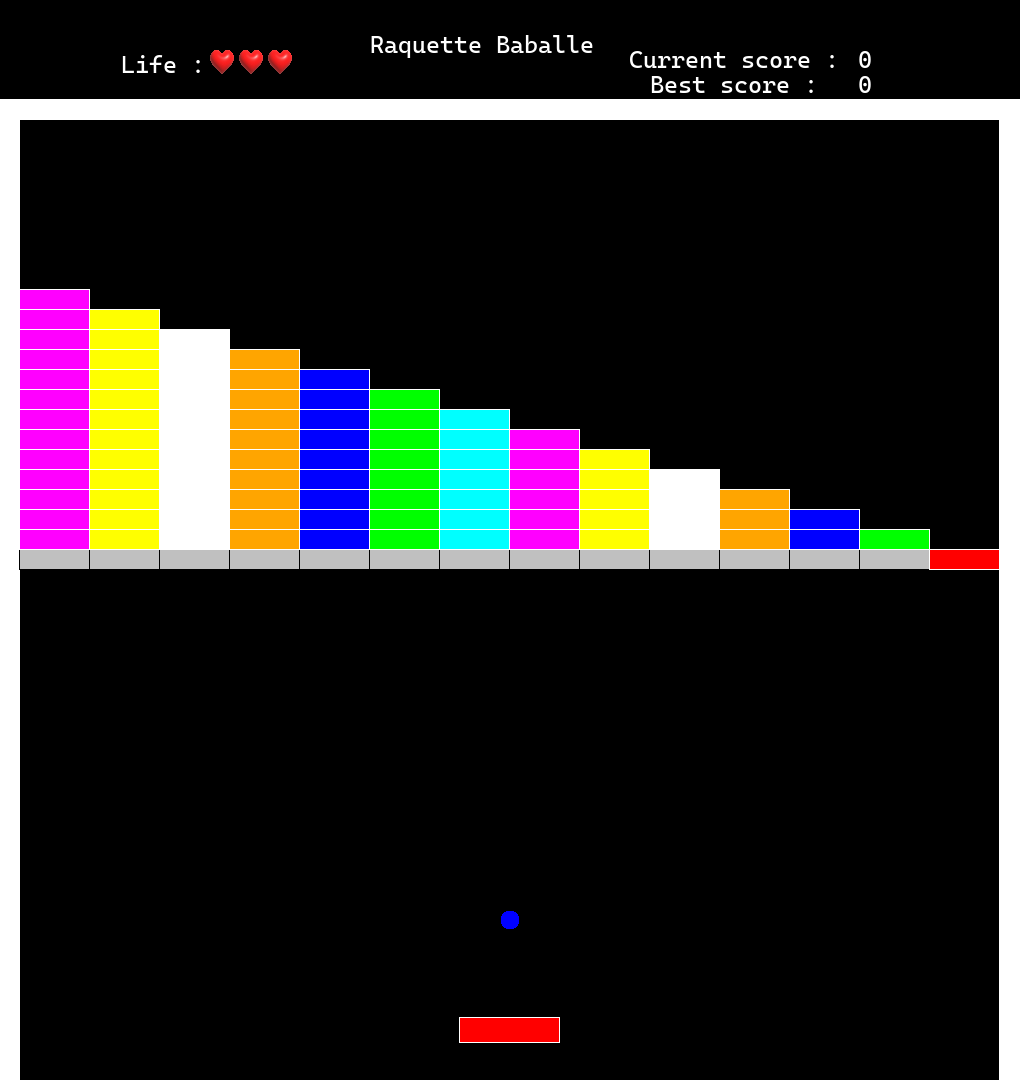 Raquette Baballe
Life :❤️❤️❤️
Current score : 0
Best score : 0